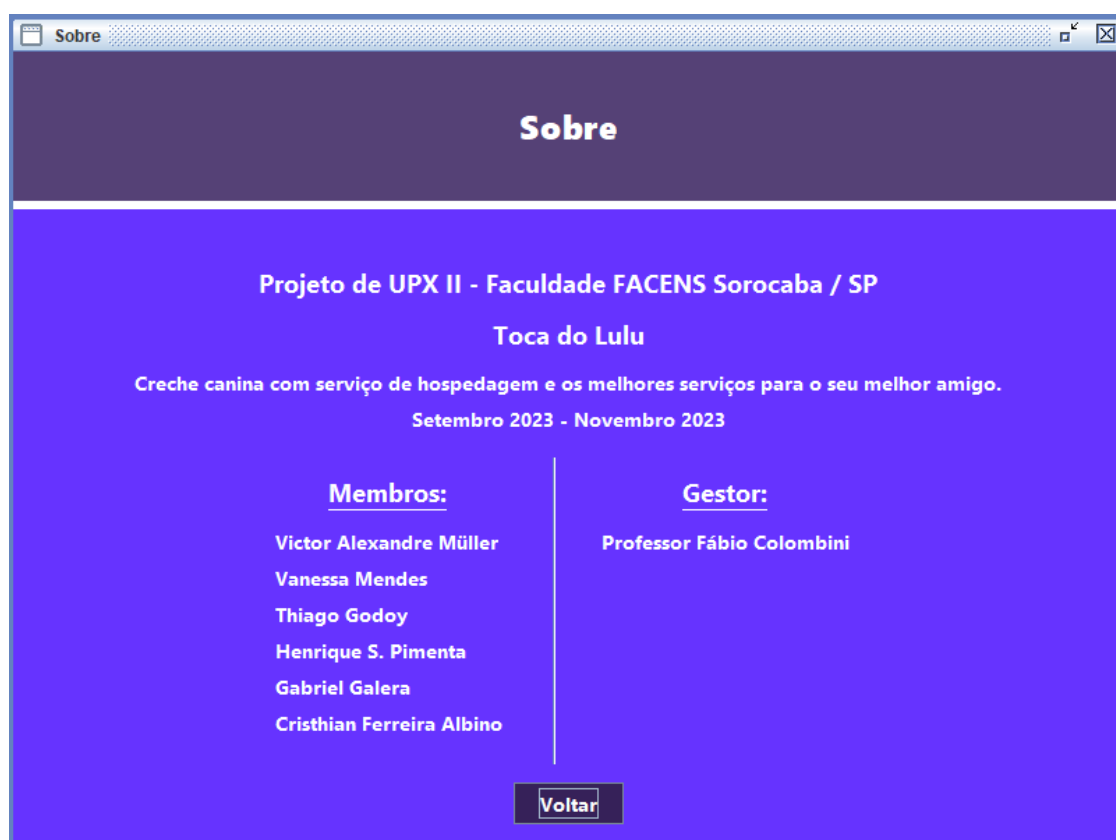 Sobre
Sobre
Projeto de UPX II - Faculdade FACENS Sorocaba / SP
Toca do Lulu
Creche canina com serviço de hospedagem e os melhores serviços para o seu melhor amigo.
Setembro 2023 - Novembro 2023
Membros:
Victor Alexandre Müller
Vanessa Mendes
Thiago Godoy
Henrique S. Pimenta
Gabriel Galera
Cristhian Ferreira Albino
Gestor:
Professor Fábio Colombini
Voltar